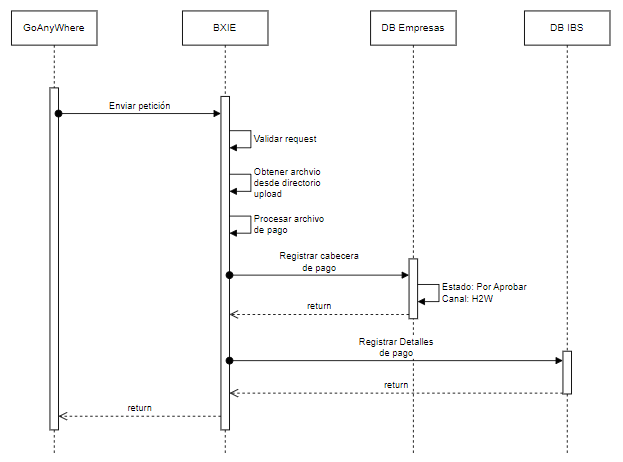 GoAnyWhere
BXIE
DB Empresas
DB IBS
Enviar petición
Validar request
Obtener archvio
desde directorio
upload
Procesar archivo
de pago
Registrar cabecera
de pago
Estado: Por Aprobar
Canal: H2W
return
Registrar Detalles
de pago
return
return